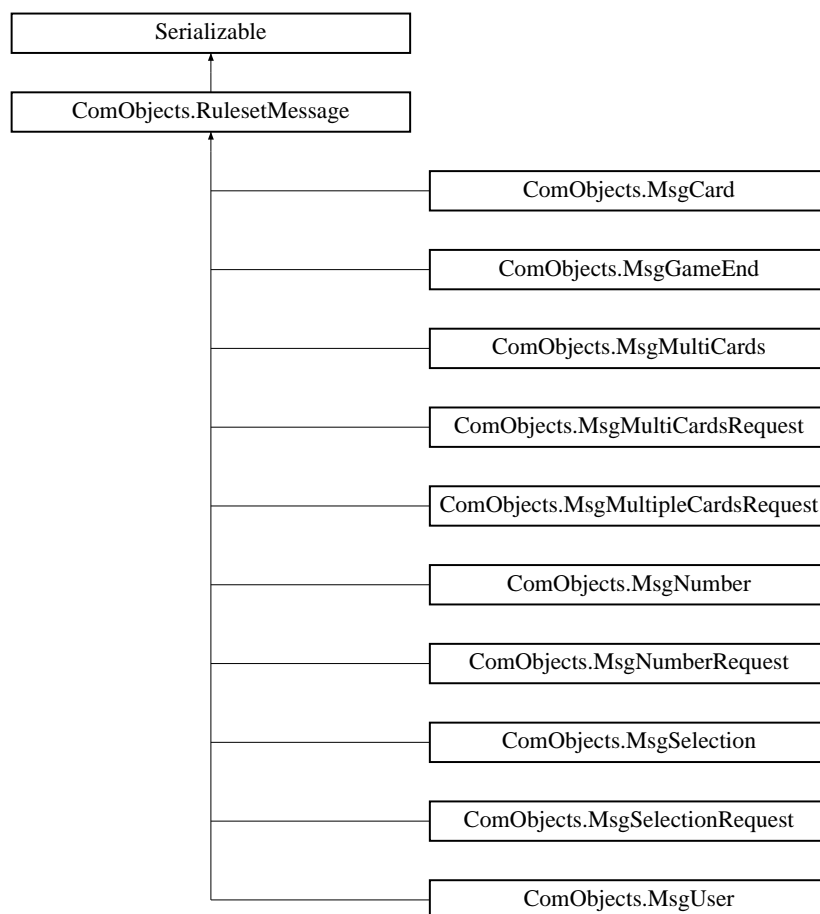 Serializable
ComObjects.RulesetMessage
ComObjects.MsgCard
ComObjects.MsgGameEnd
ComObjects.MsgMultiCards
ComObjects.MsgMultiCardsRequest
ComObjects.MsgMultipleCardsRequest
ComObjects.MsgNumber
ComObjects.MsgNumberRequest
ComObjects.MsgSelection
ComObjects.MsgSelectionRequest
ComObjects.MsgUser